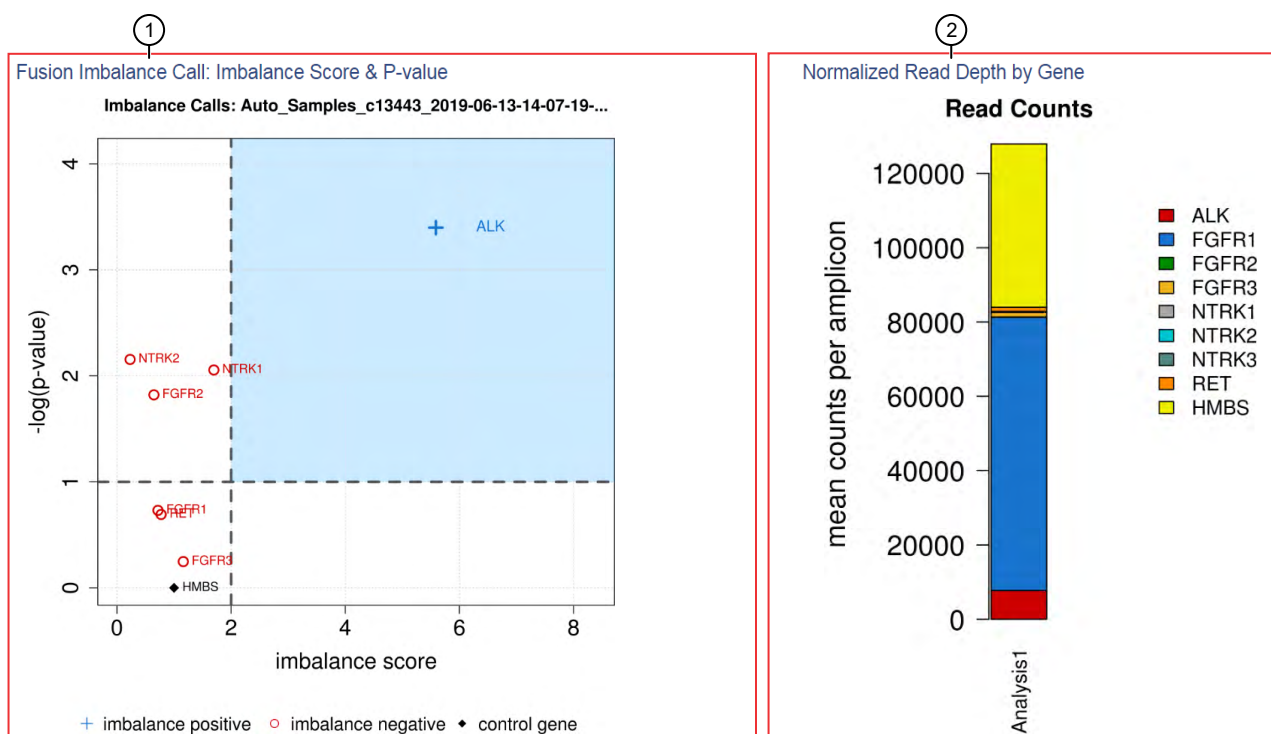 1
2
Fusion Imbalance Call: Imbalance Score & P-value
Imbalance Calls: Auto_Samples_c13443_2019-06-13-14-07-19-...
4
3
2
1
0
-log(p-value)
ALK
NTRK2
NTRK1
FGFR2
FGFR1
RET
FGFR3
HMBS
0 2 4 6 8
imbalance score
imbalance positive imbalance negative control gene
Normalized Read Depth by Gene
Read Counts
120000
100000
80000
60000
40000
20000
0
mean counts per amplicon
Analysis1
ALK
FGFR1
FGFR2
FGFR3
NTRK1
NTRK2
NTRK3
RET
HMBS